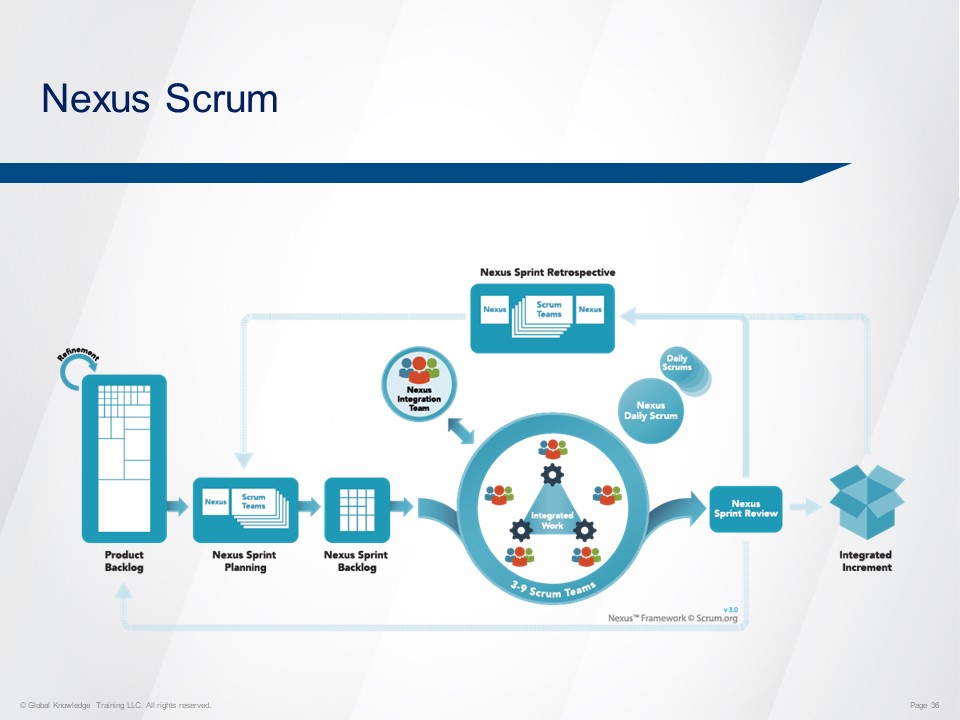 Nexus Scrum
Nexus Sprint Retrospective
Nexus
Scrum
Teams
Nexus
Refinement
Nexus
Integration
Team
Daily
Scrums
Nexus
Daily Scrum
Nexus
Scrum
Teams
Integrated
Work
Nexus
Sprint Review
Product
Backlog
Nexus Sprint
Planning
Nexus Sprint
Backlog
3-9 Scrum Teams
Integrated
Increment
v 3.0
Nexus™ Framework © Scrum.org
© Global Knowledge Training LLC. All rights reserved.
Page 36